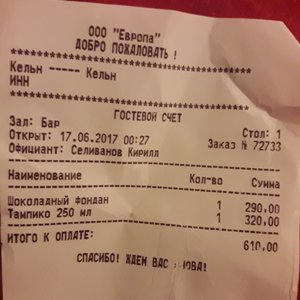 ООО "Европа"
ДОБРО ПОЖАЛОВАТЬ !
Кельн ----- Кельн
ИНН
ГОСТЕВОЙ СЧЕТ
Зал: Бар Стол: 1
Открыт: 17.06.2017 00:27 Заказ № 72733
Официант: Селиванов Кирилл
Наименование Кол-во Сумма
Шоколадный фондан 1 290,00
Тампико 250 мл 1 320,00
ИТОГО К ОПЛАТЕ: 610,00
СПАСИБО! ЖДЕМ ВАС